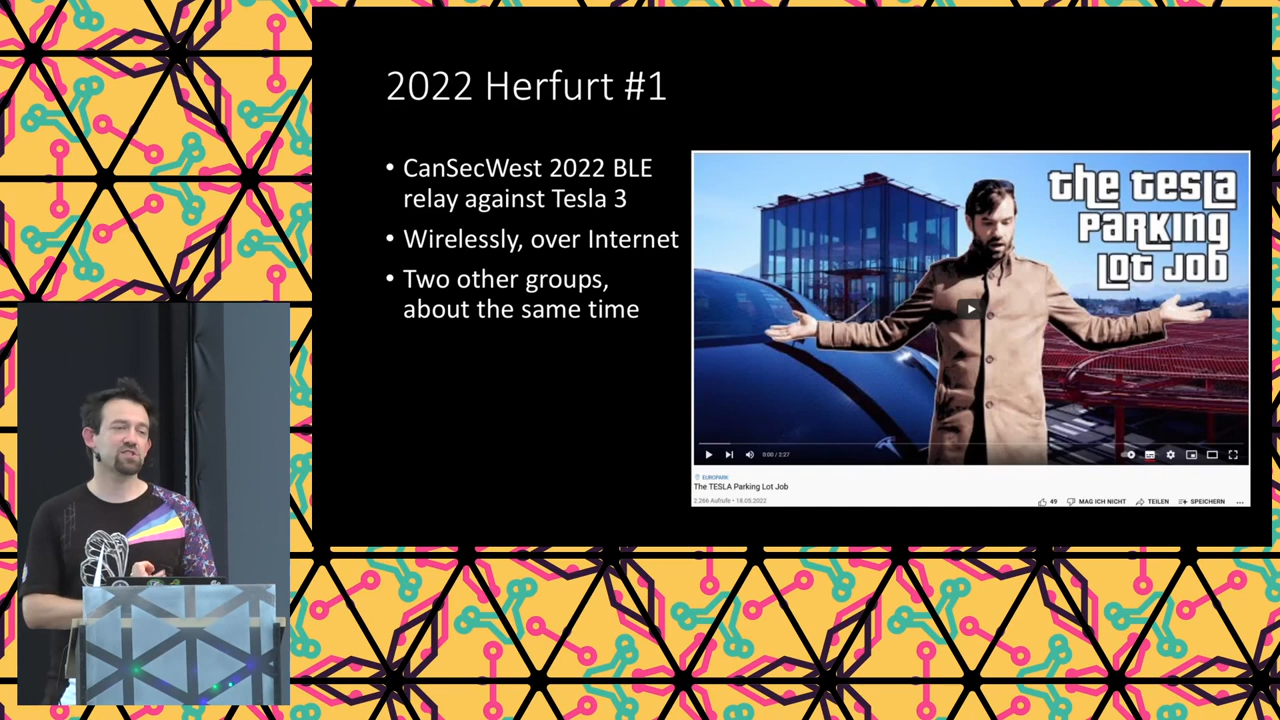 2022 Herfurt #1
• CanSecWest 2022 BLE
relay against Tesla 3
• Wirelessly, over Internet
• Two other groups,
about the same time
the tesla
parking
lot job
0:00 / 2:27
EUROPARK
The TESLA Parking Lot Job
2.266 Aufrufe • 18.05.2022
49
MAG ICH NICHT
TEILEN
SPEICHERN